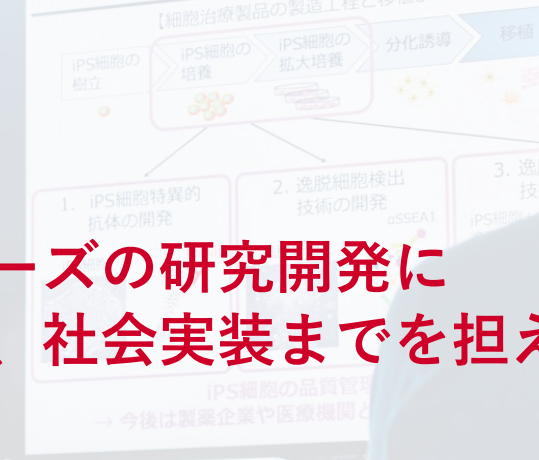 【細胞治療製品の製造工程と移植
iPS細胞の
樹立
iPS細胞の
培養
iPS細胞の
拡大培養
分化誘導
移植
1. iPS細胞特異的
抗体の開発
2. 逸脱細胞検出
技術の開発
αSSEA1
3. 逸
技
iPS細胞
ーズの研究開発に
、社会実装までを担え
iPS細胞の品質管理
→ 今後は製薬企業や医療機関と